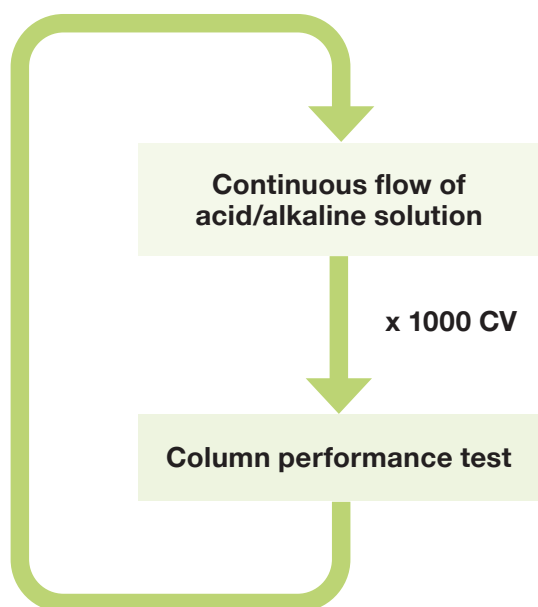 Continuous flow of
acid/alkaline solution
x 1000 CV
Column performance test